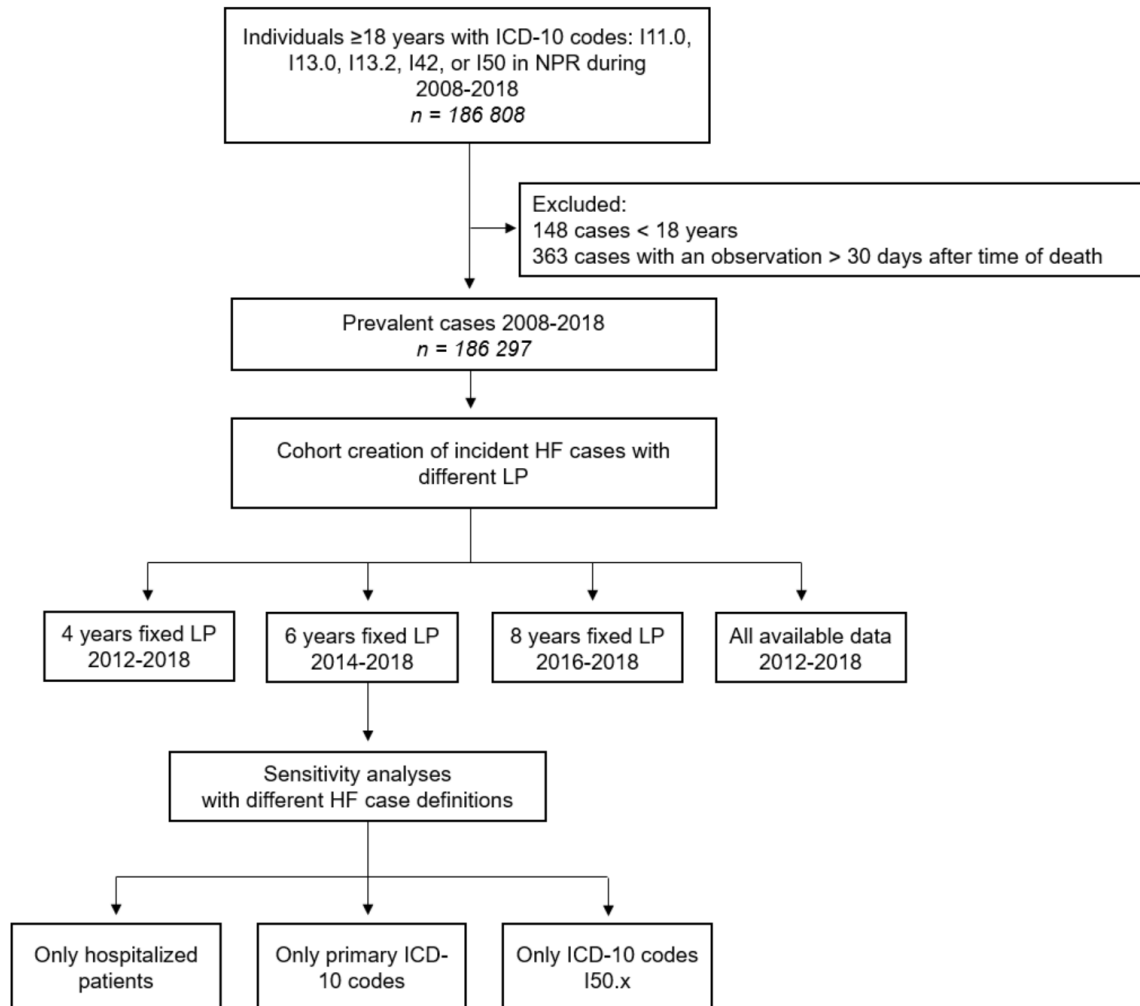 Individuals ≥18 years with ICD-10 codes: I11.0,
I13.0, I13.2, I42, or I50 in NPR during
2008-2018
n = 186 808
Excluded:
148 cases < 18 years
363 cases with an observation > 30 days after time of death
Prevalent cases 2008-2018
n = 186 297
Cohort creation of incident HF cases with
different LP
4 years fixed LP
2012-2018
6 years fixed LP
2014-2018
8 years fixed LP
2016-2018
All available data
2012-2018
Sensitivity analyses
with different HF case definitions
Only hospitalized
patients
Only primary ICD-
10 codes
Only ICD-10 codes
I50.x